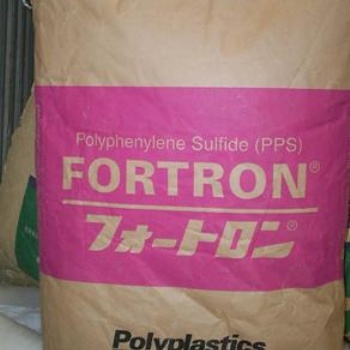 Polyphenylene Sulfide (PPS)
FORTRON®
フォートロン®
Polyplastics